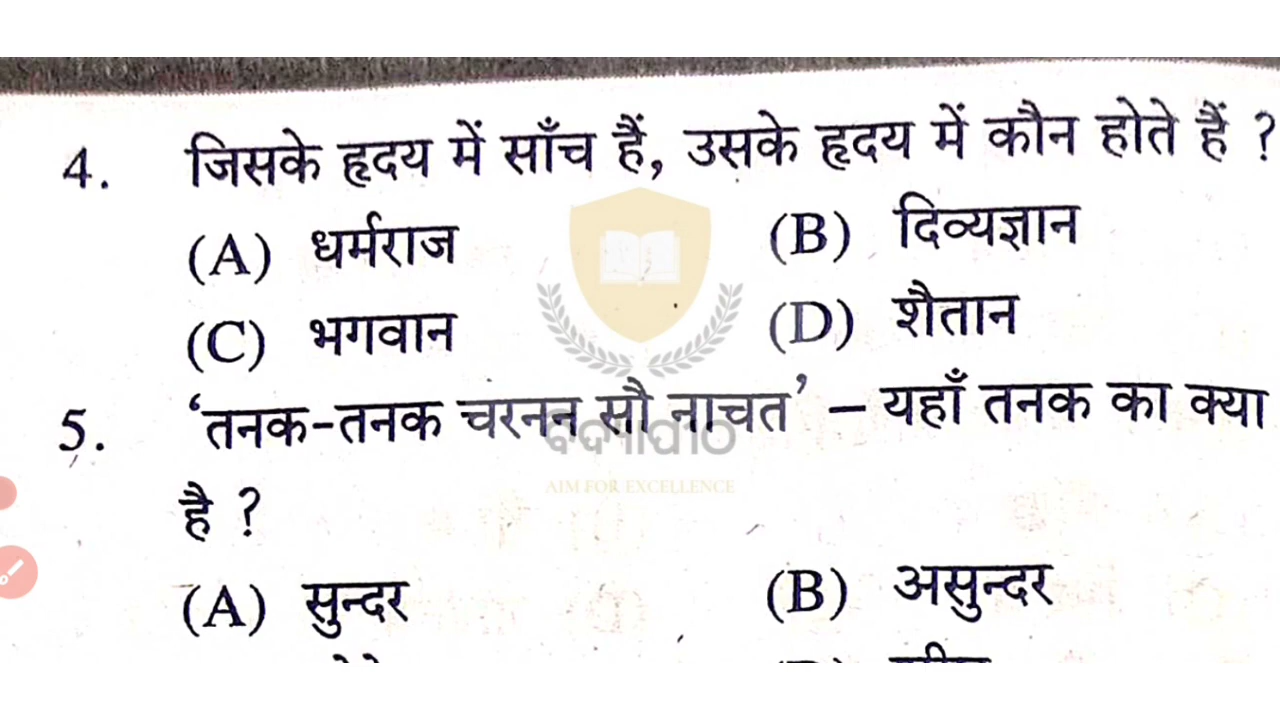 4. जिसके हृदय में साँच हैं, उसके हृदय में कौन होते हैं ?
(A) धर्मराज (B) दिव्यज्ञान
(C) भगवान (D) शैतान
5. ‘तनक-तनक चरनन सौ नाचत’ – यहाँ तनक का क्या
है ?
ବିଦ୍ୟାପୀଠ
AIM FOR EXCELLENCE
(A) सुन्दर (B) असुन्दर